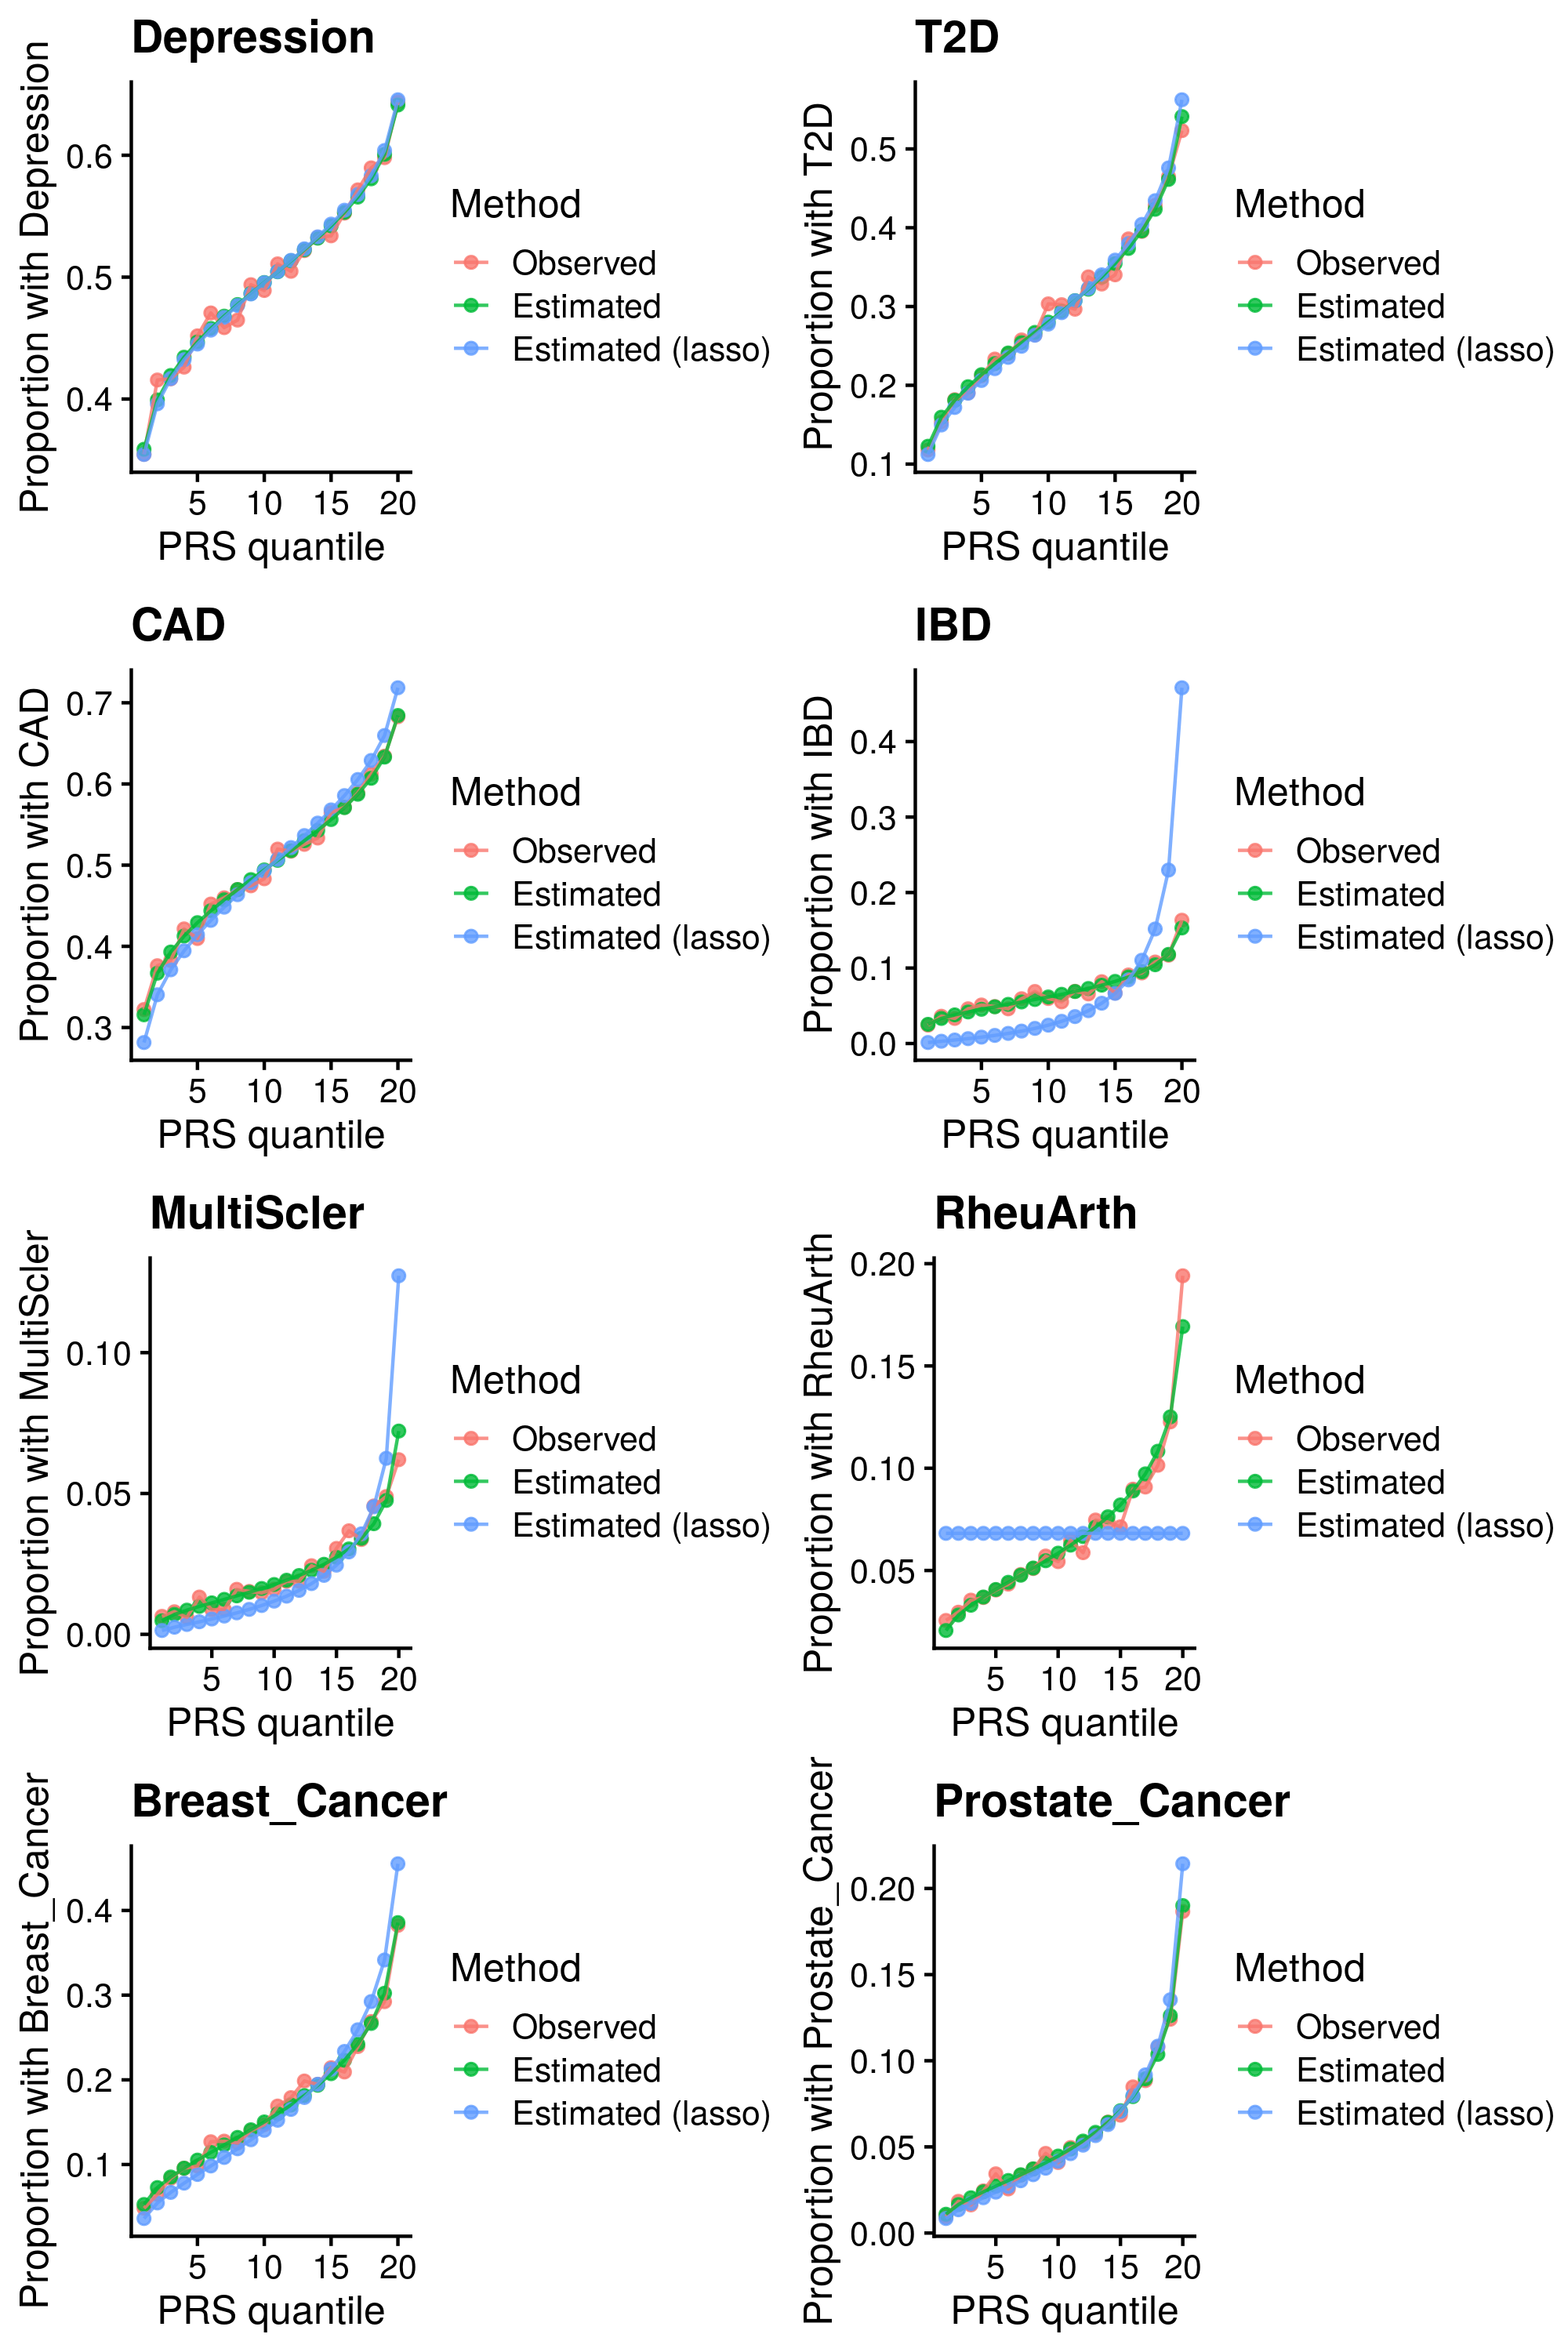 Depression
Proportion with Depression
0.6
0.5
0.4
5 10 15 20
PRS quantile
Method
Observed
Estimated
Estimated (lasso)
T2D
Proportion with T2D
0.5
0.4
0.3
0.2
0.1
5 10 15 20
PRS quantile
Method
Observed
Estimated
Estimated (lasso)
CAD
Proportion with CAD
0.7
0.6
0.5
0.4
0.3
5 10 15 20
PRS quantile
Method
Observed
Estimated
Estimated (lasso)
IBD
Proportion with IBD
0.4
0.3
0.2
0.1
0.0
5 10 15 20
PRS quantile
Method
Observed
Estimated
Estimated (lasso)
MultiScler
Proportion with MultiScler
0.10
0.05
0.00
5 10 15 20
PRS quantile
Method
Observed
Estimated
Estimated (lasso)
RheuArth
Proportion with RheuArth
0.20
0.15
0.10
0.05
5 10 15 20
PRS quantile
Method
Observed
Estimated
Estimated (lasso)
Breast_Cancer
Proportion with Breast_Cancer
0.4
0.3
0.2
0.1
5 10 15 20
PRS quantile
Method
Observed
Estimated
Estimated (lasso)
Prostate_Cancer
Proportion with Prostate_Cancer
0.20
0.15
0.10
0.05
0.00
5 10 15 20
PRS quantile
Method
Observed
Estimated
Estimated (lasso)